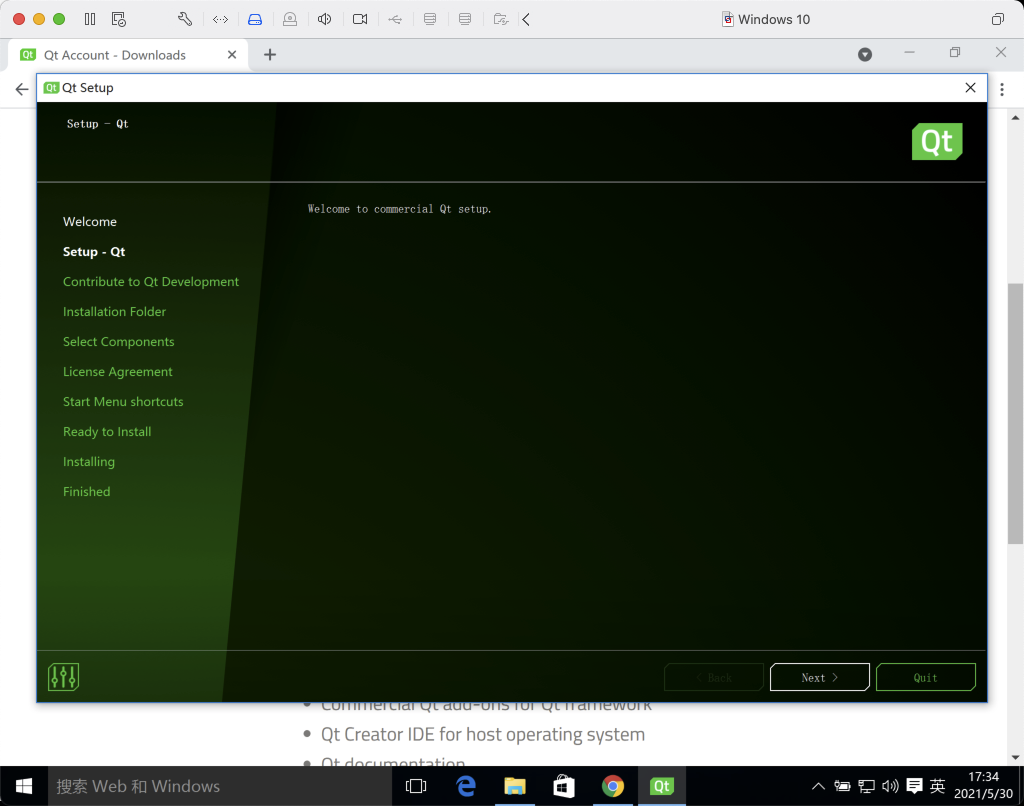 Windows 10
Qt Qt Account - Downloads
Qt Qt Setup
Setup - Qt
Qt
Welcome to commercial Qt setup.
Welcome
Setup - Qt
Contribute to Qt Development
Installation Folder
Select Components
License Agreement
Start Menu shortcuts
Ready to Install
Installing
Finished
< Back
Next >
Quit
Commercial Qt add-ons for Qt framework
Qt Creator IDE for host operating system
Qt documentation
搜索 Web 和 Windows
Qt
英
17:34
2021/5/30